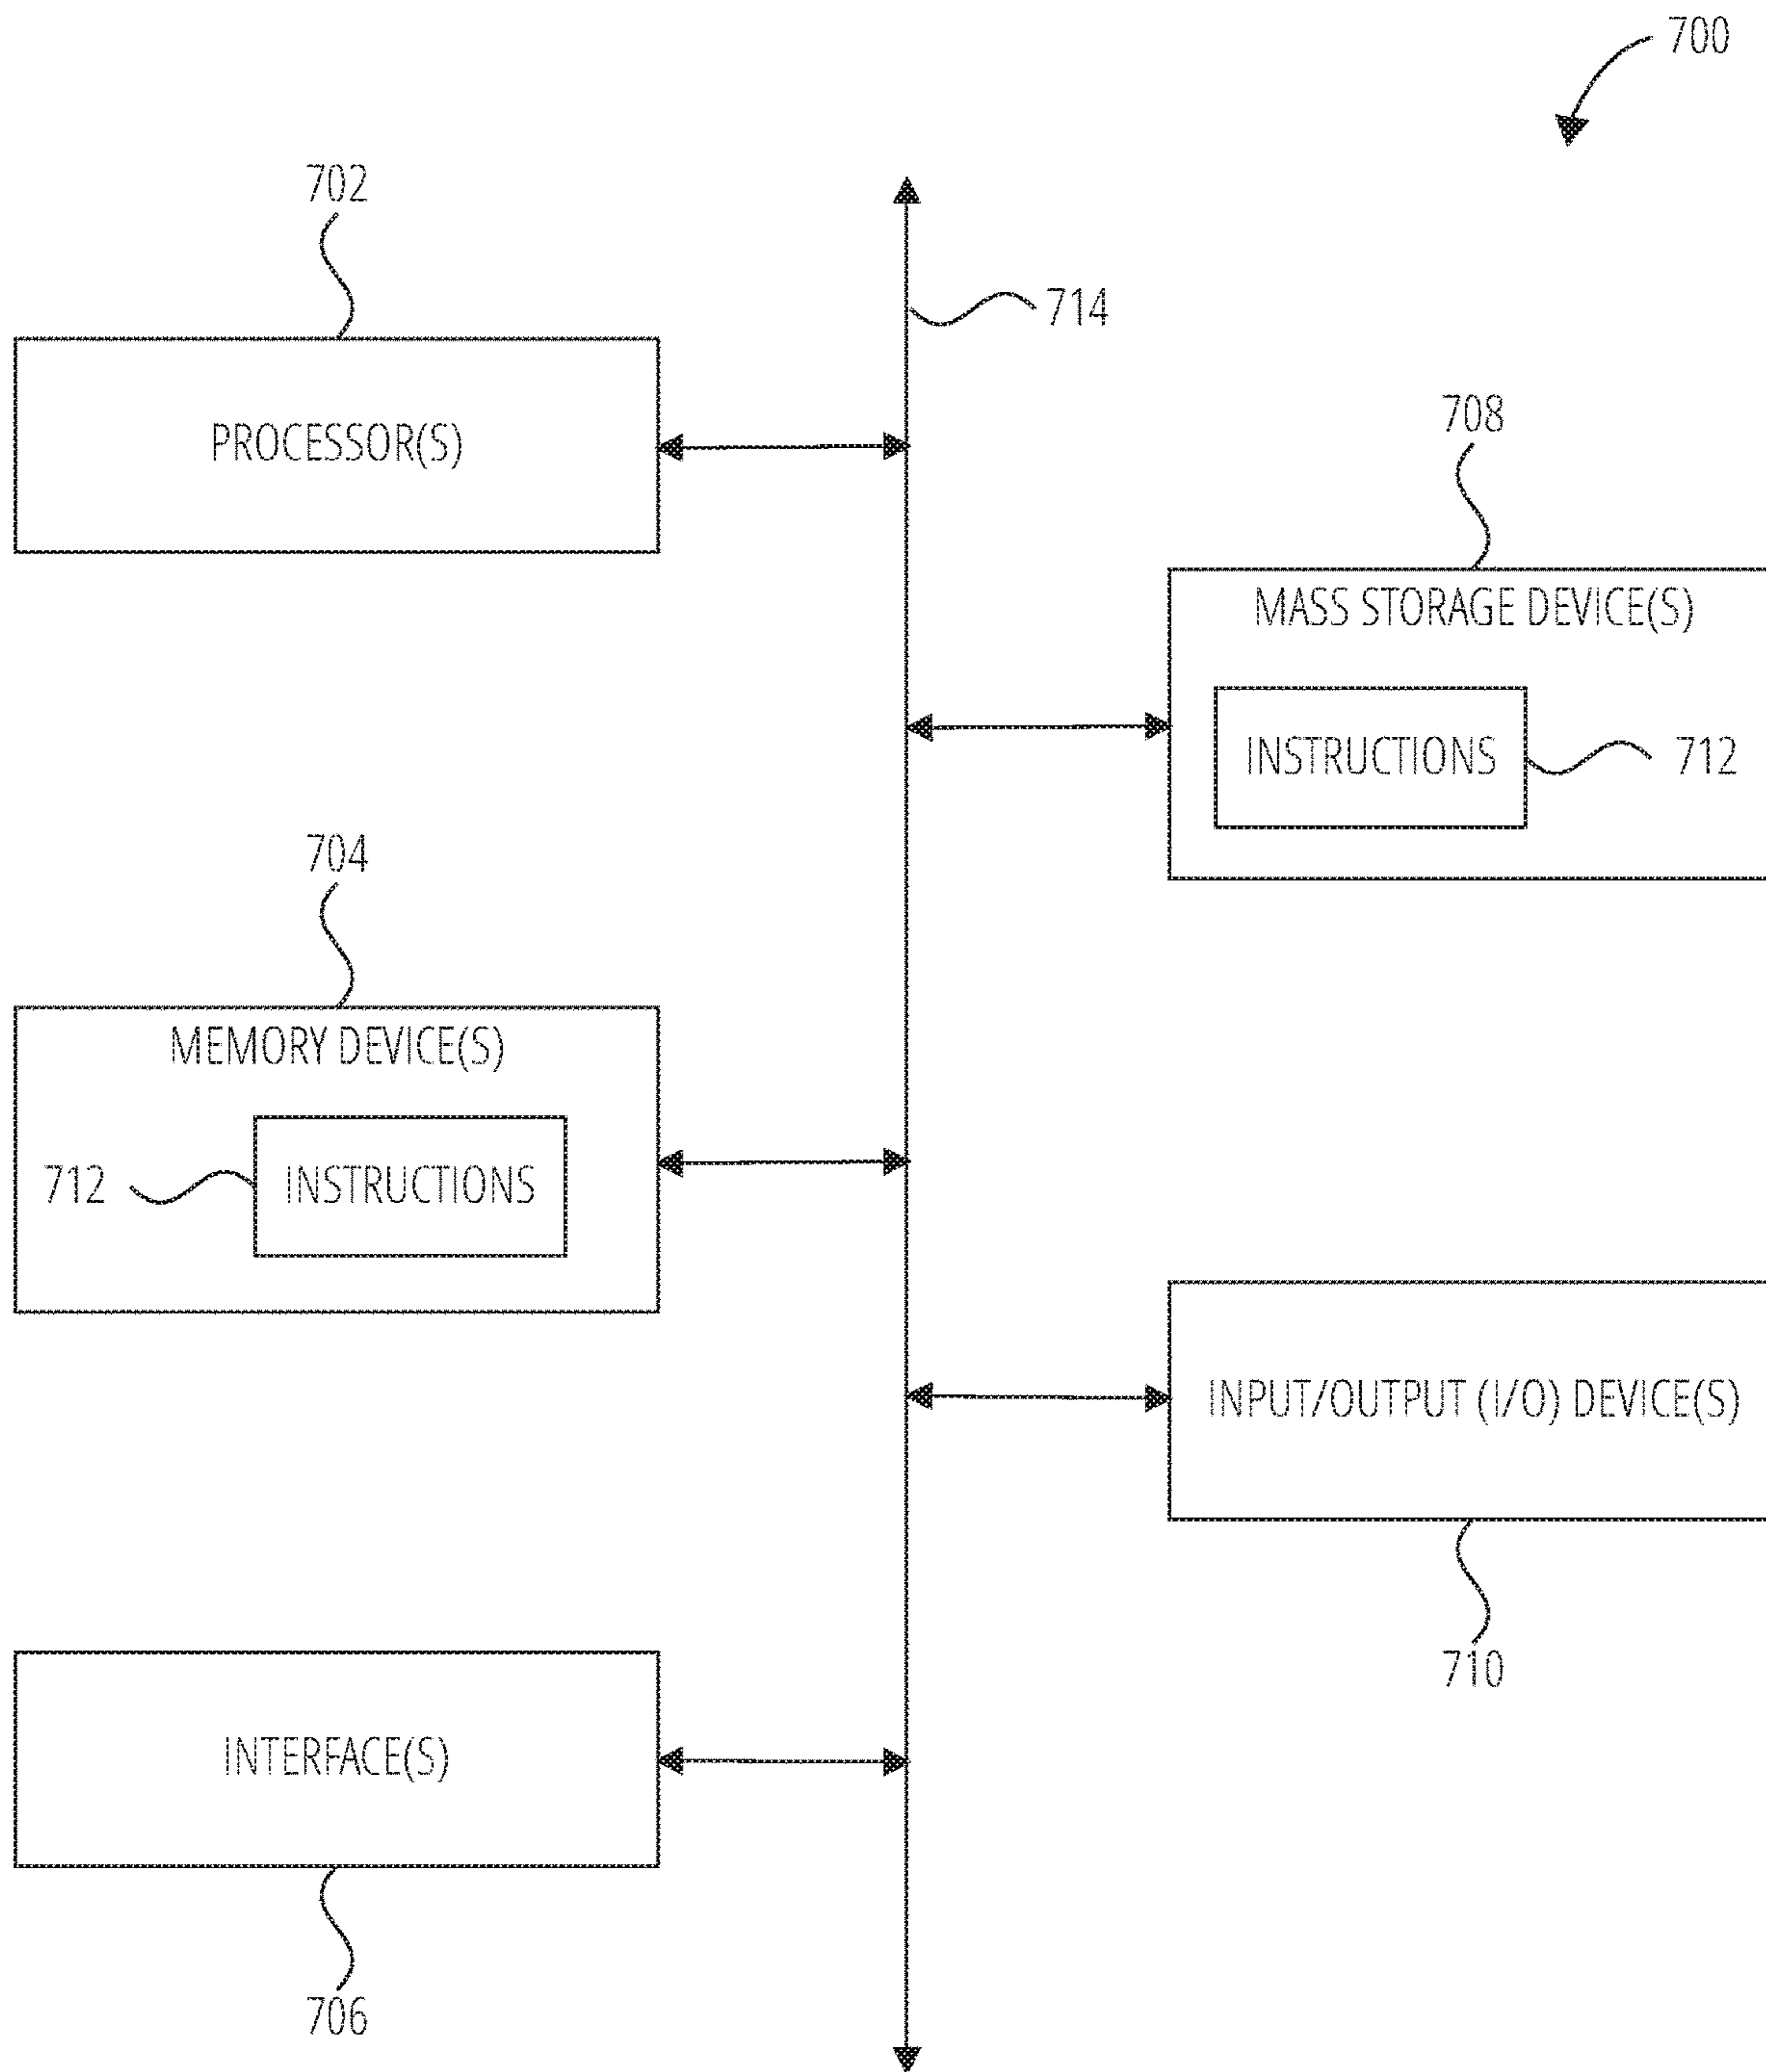 700
702
714
PROCESSOR(S)
708
MASS STORAGE DEVICE(S)
INSTRUCTIONS
712
704
MEMORY DEVICE(S)
712
INSTRUCTIONS
INPUT/OUTPUT (I/O) DEVICE(S)
710
INTERFACE(S)
706